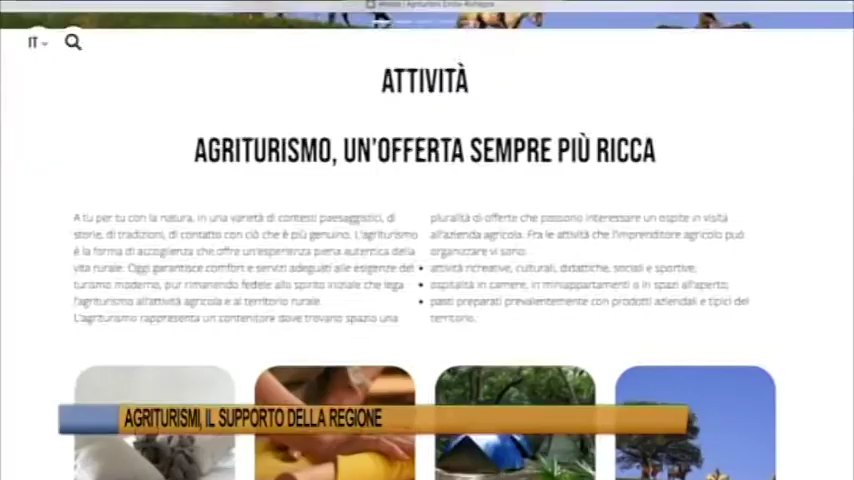 Attività | Agriturismi Emilia-Romagna
IT
ATTIVITÀ
AGRITURISMO, UN'OFFERTA SEMPRE PIÙ RICCA
A tu per tu con la natura, in una varietà di contesti paesaggistici, di
storie, di tradizioni, di contatto con ciò che è più genuino. L'agriturismo
è la forma di accoglienza che offre un'esperienza piena autentica della
vita rurale. Oggi garantisce comfort e servizi adeguati alle esigenze del
turismo moderno, pur rimanendo fedele allo spirito iniziale che lega
l'agriturismo all'attività agricola e al territorio rurale.
L'agriturismo rappresenta un contenitore dove trovano spazio una
pluralità di offerte che possono interessare un ospite in visita
all'azienda agricola. Fra le attività che l'imprenditore agricolo può
organizzare vi sono:
• attività ricreative, culturali, didattiche, sociali e sportive;
• ospitalità in camere, in miniappartamenti o in spazi all'aperto;
• pasti preparati prevalentemente con prodotti aziendali e tipici del
territorio.
AGRITURISMI, IL SUPPORTO DELLA REGIONE